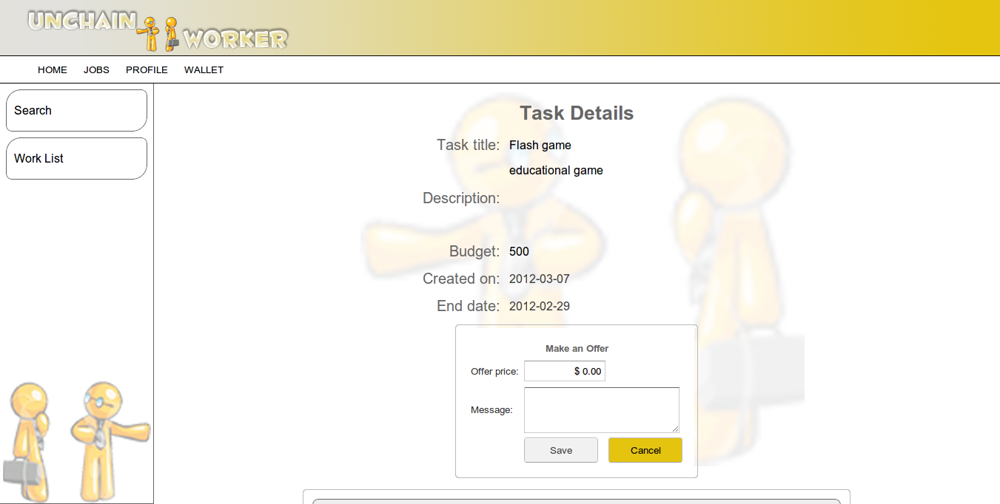 UNCHAIN
WORKER
HOME JOBS PROFILE WALLET
Search
Work List
Task Details
Task title: Flash game
educational game
Description:
Budget: 500
Created on: 2012-03-07
End date: 2012-02-29
Make an Offer
Offer price: $ 0.00
Message:
Save Cancel